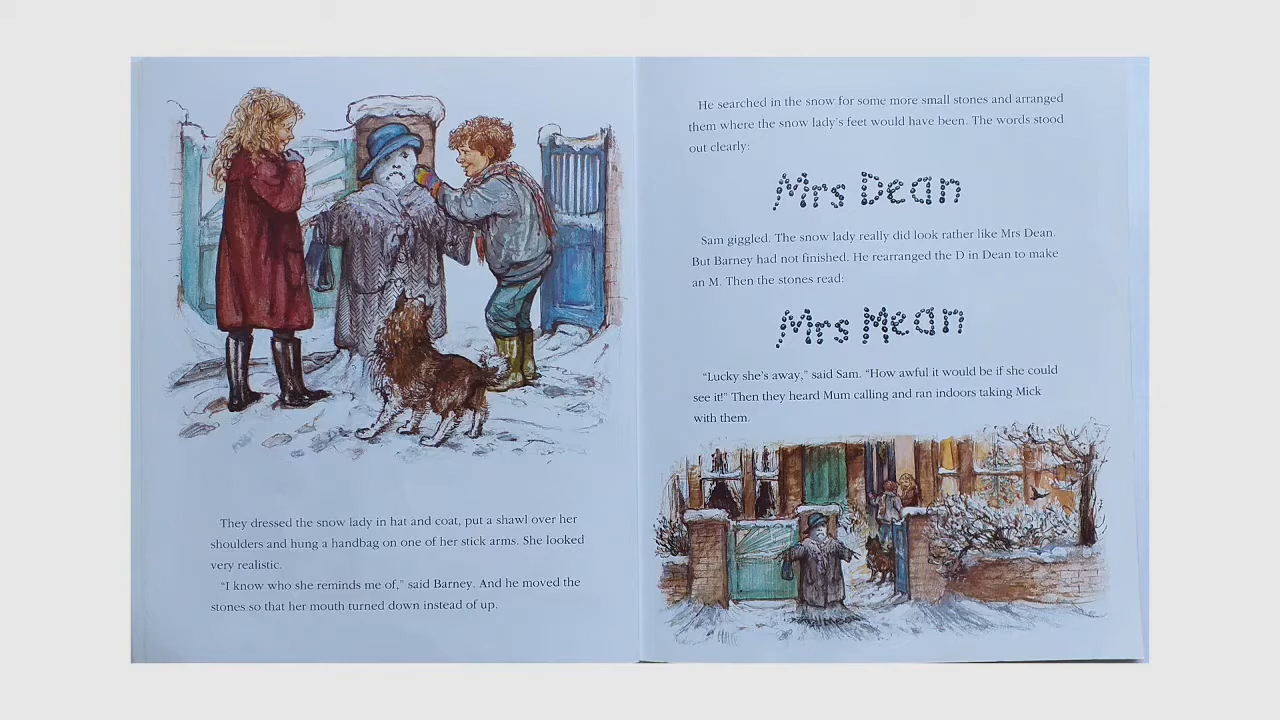 They dressed the snow lady in hat and coat, put a shawl over her
shoulders and hung a handbag on one of her stick arms. She looked
very realistic.
“I know who she reminds me of,” said Barney. And he moved the
stones so that her mouth turned down instead of up.
He searched in the snow for some more small stones and arranged
them where the snow lady's feet would have been. The words stood
out clearly:
Mrs Dean
Sam giggled. The snow lady really did look rather like Mrs Dean.
But Barney had not finished. He rearranged the D in Dean to make
an M. Then the stones read:
Mrs Mean
“Lucky she's away,” said Sam. “How awful it would be if she could
see it!” Then they heard Mum calling and ran indoors taking Mick
with them.